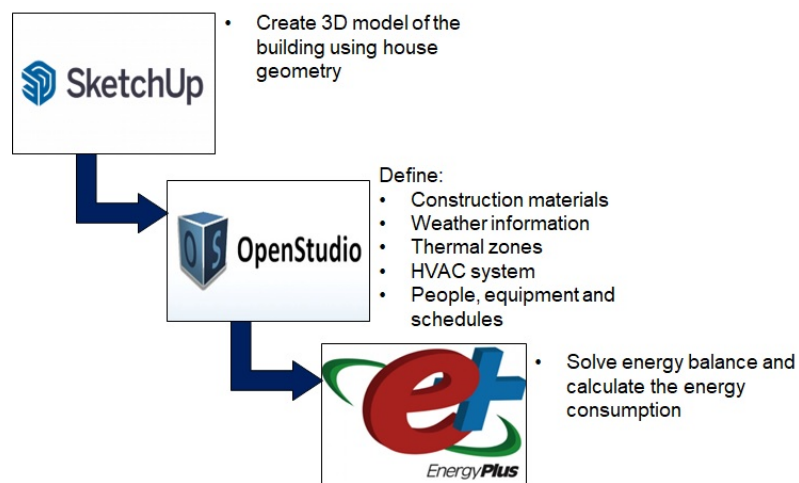 • Create 3D model of the
building using house
geometry
SketchUp
Define:
• Construction materials
• Weather information
• Thermal zones
• HVAC system
• People, equipment and
schedules
OS OpenStudio
• Solve energy balance and
calculate the energy
consumption
e+
EnergyPlus